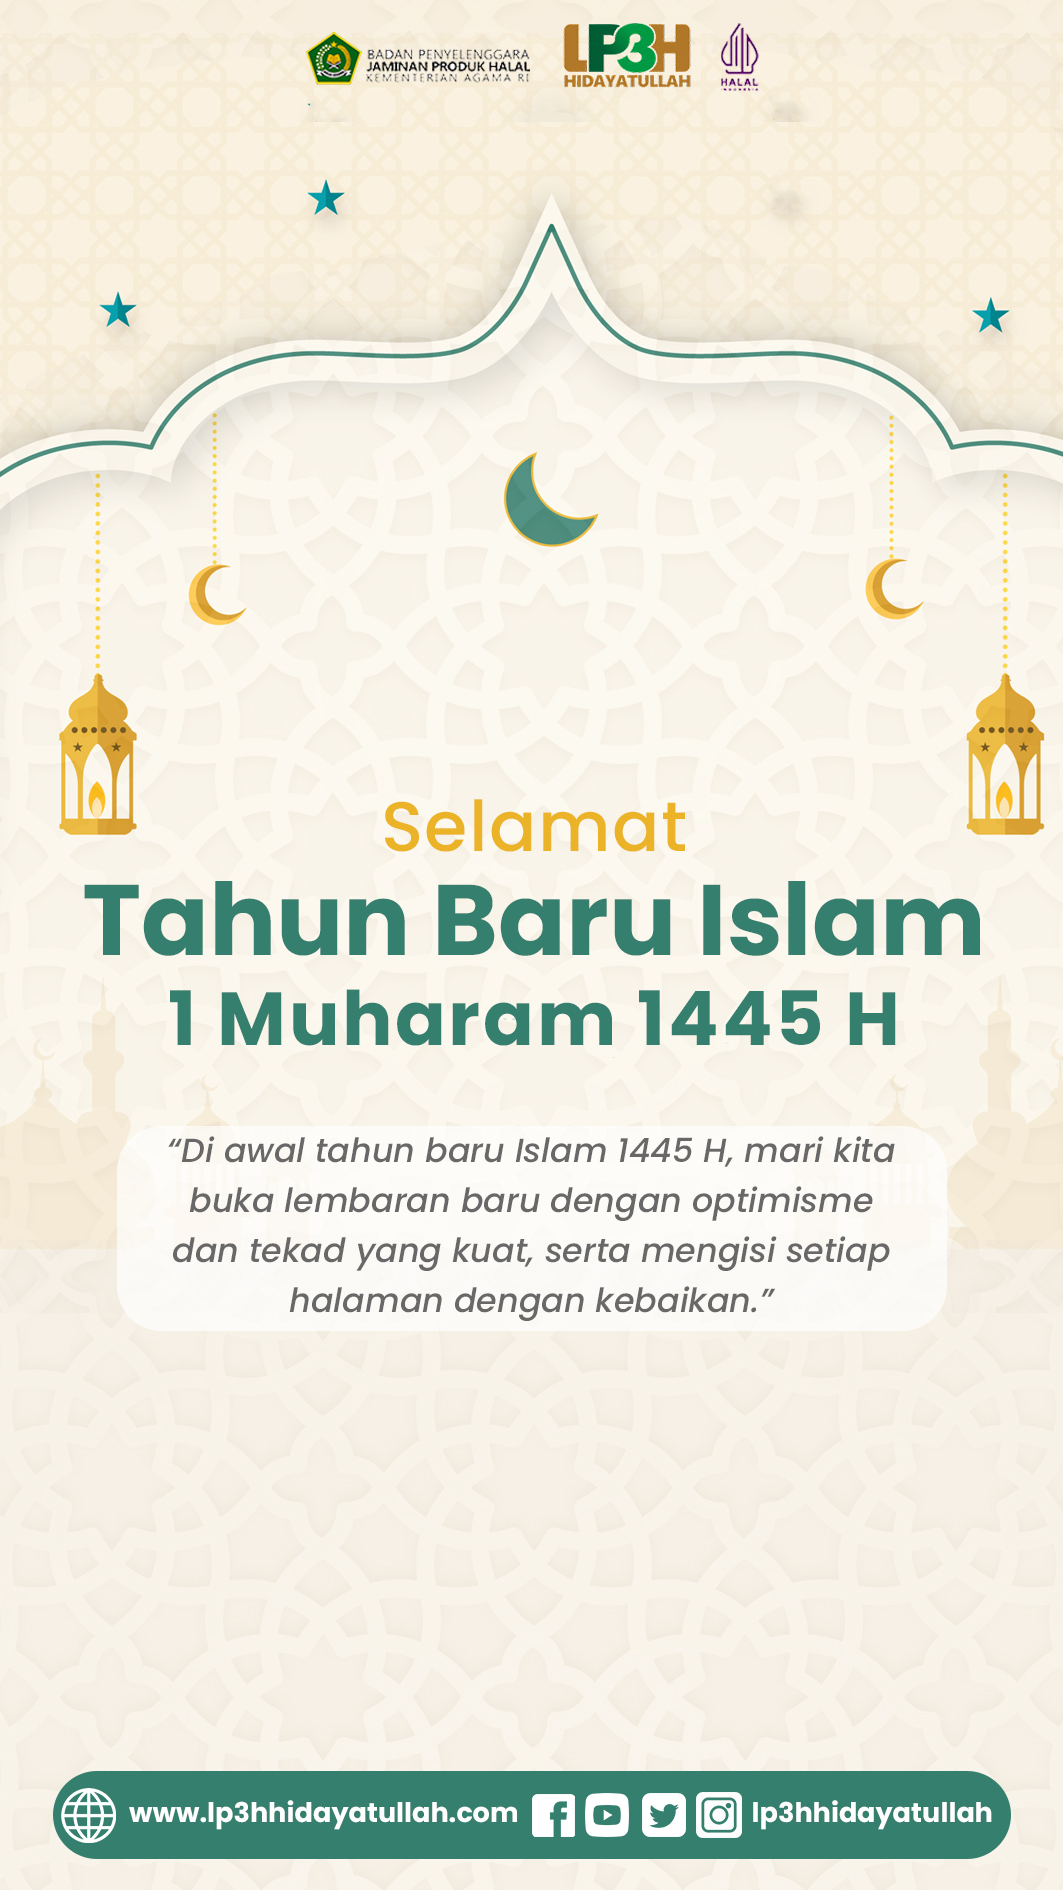 BADAN PENYELENGGARA
JAMINAN PRODUK HALAL
KEMENTERIAN AGAMA RI
LP3H
HIDAYATULLAH
HALAL
INDONESIA
Selamat
Tahun Baru Islam
1 Muharam 1445 H
“Di awal tahun baru Islam 1445 H, mari kita
buka lembaran baru dengan optimisme
dan tekad yang kuat, serta mengisi setiap
halaman dengan kebaikan.”
www.lp3hhidayatullah.com lp3hhidayatullah